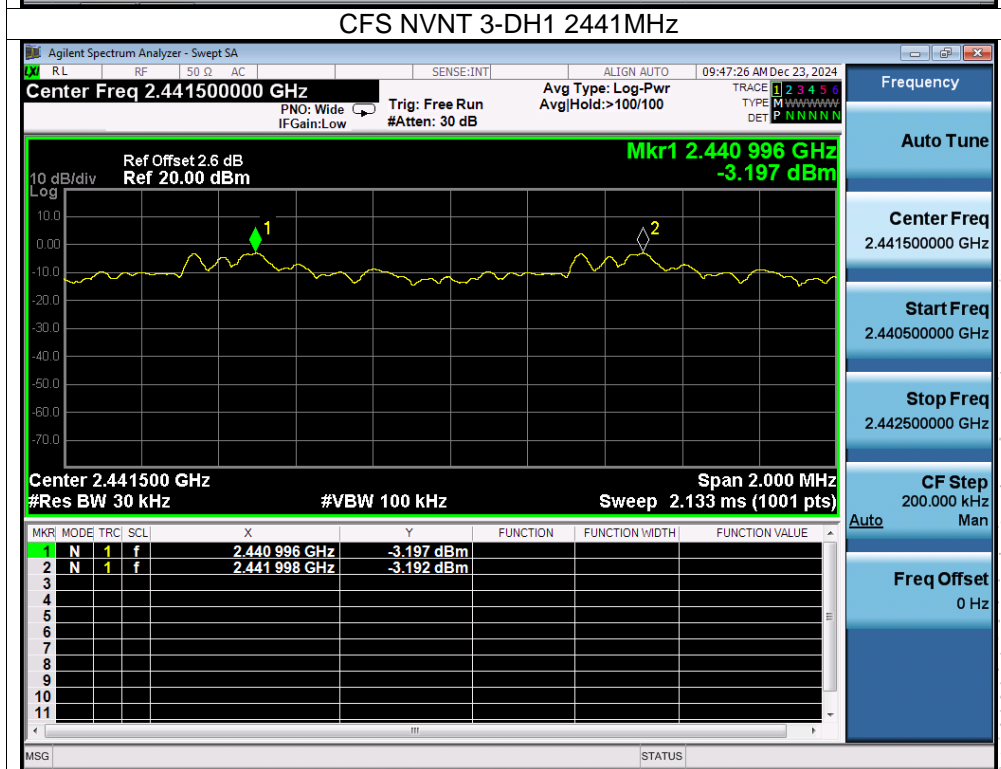 CFS NVNT 3-DH1 2441MHz
Agilent Spectrum Analyzer - Swept SA
LXI RL RF 50 Ω AC SENSE:INT ALIGN AUTO 09:47:26 AM Dec 23, 2024
Center Freq 2.441500000 GHz
PNO: Wide
IFGain:Low
Trig: Free Run
#Atten: 30 dB
Avg Type: Log-Pwr
Avg|Hold:>100/100
TRACE 1 2 3 4 5 6
TYPE M WWWWW
DET P N N N N N
Ref Offset 2.6 dB
10 dB/div Ref 20.00 dBm
Log
Mkr1 2.440 996 GHz
-3.197 dBm
10.0
0.00
-10.0
-20.0
-30.0
-40.0
-50.0
-60.0
-70.0
1
2
Center 2.441500 GHz Span 2.000 MHz
#Res BW 30 kHz #VBW 100 kHz Sweep 2.133 ms (1001 pts)
MKR MODE TRC SCL X Y FUNCTION FUNCTION WIDTH FUNCTION VALUE
1 N 1 f 2.440 996 GHz -3.197 dBm
2 N 1 f 2.441 998 GHz -3.192 dBm
3
4
5
6
7
8
9
10
11
MSG STATUS
Frequency
Auto Tune
Center Freq
2.441500000 GHz
Start Freq
2.440500000 GHz
Stop Freq
2.442500000 GHz
CF Step
200.000 kHz
Auto Man
Freq Offset
0 Hz